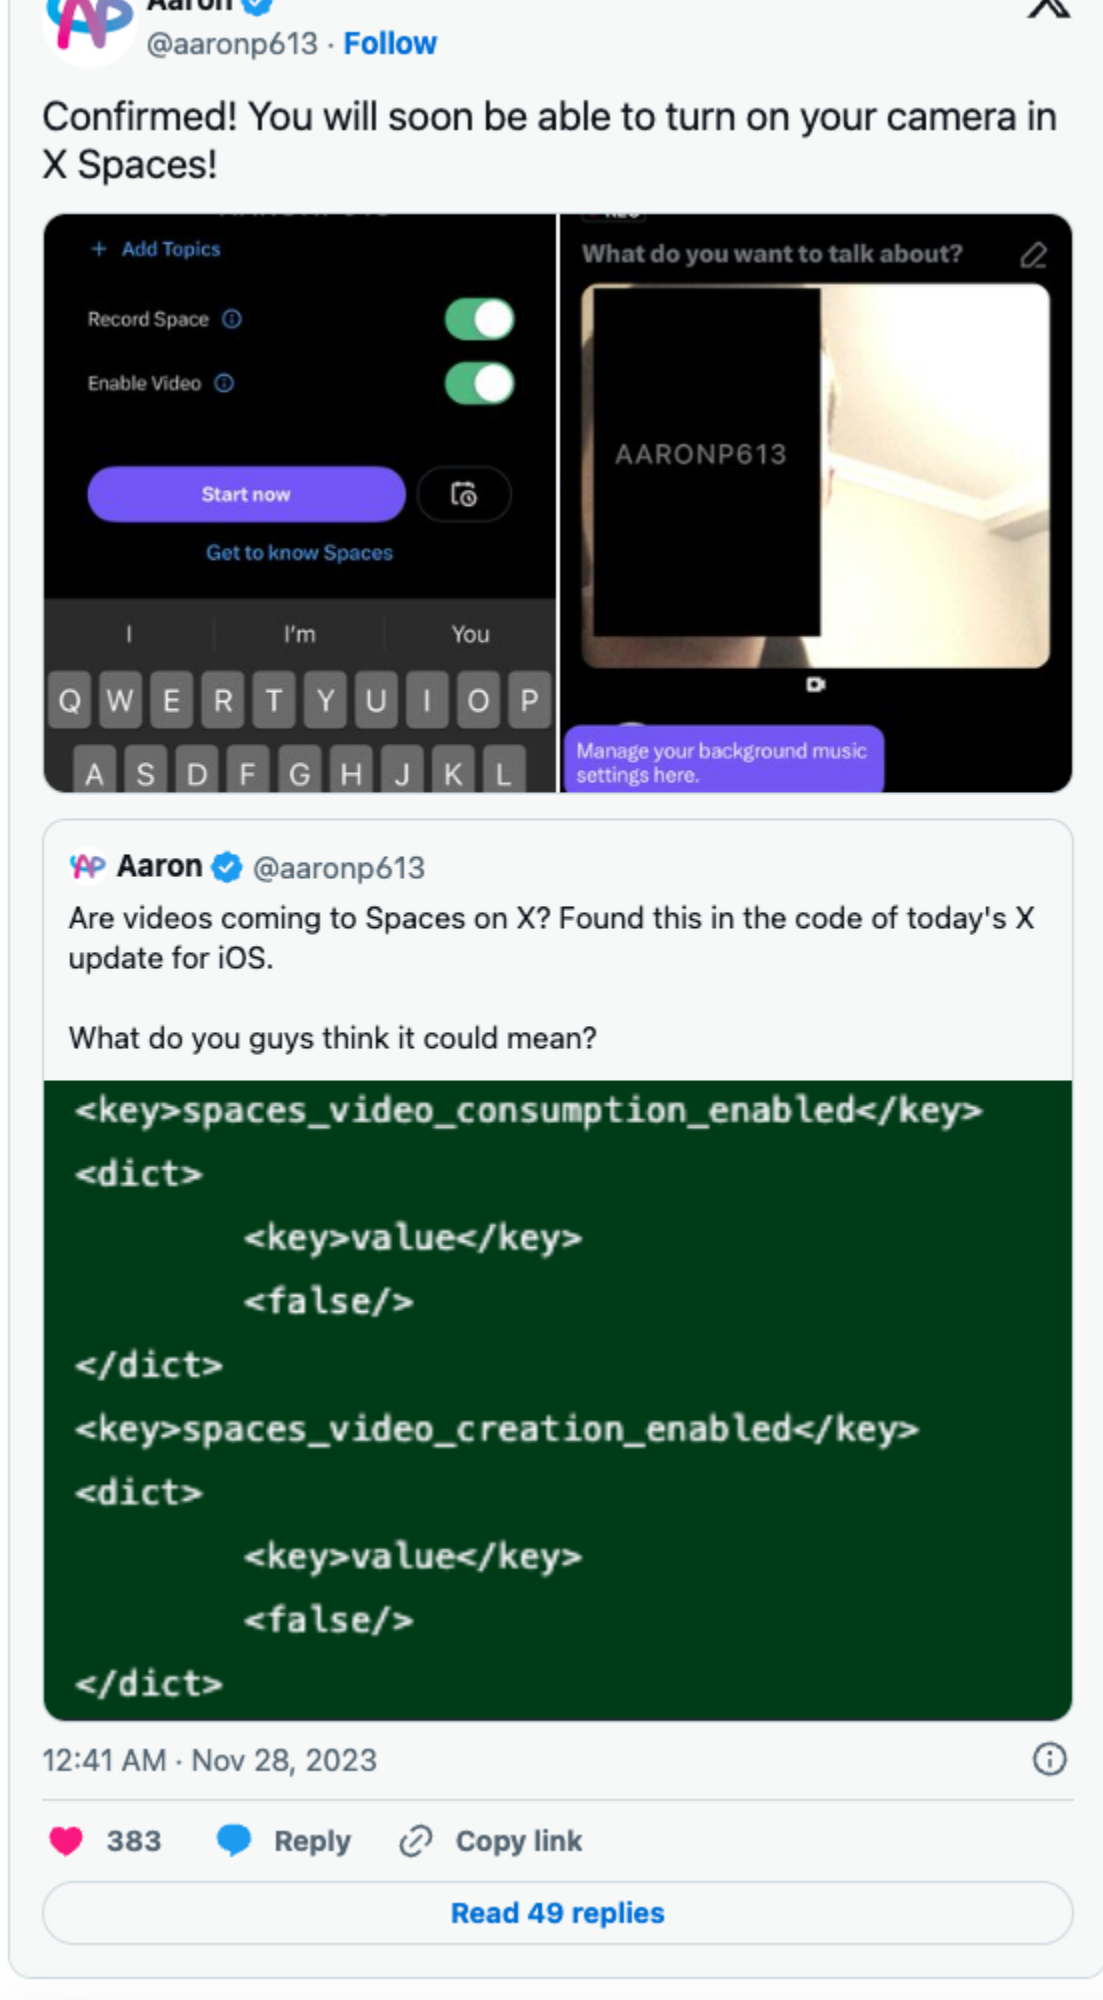 Aaron
@aaronp613 · Follow
Confirmed! You will soon be able to turn on your camera in
X Spaces!
+ Add Topics
Record Space
Enable Video
Start now
Get to know Spaces
I I'm You
Q W E R T Y U I O P
A S D F G H J K L
What do you want to talk about?
AARONP613
Manage your background music
settings here.
Aaron @aaronp613
Are videos coming to Spaces on X? Found this in the code of today's X
update for iOS.
What do you guys think it could mean?
<key>spaces_video_consumption_enabled</key>
<dict>
<key>value</key>
<false/>
</dict>
<key>spaces_video_creation_enabled</key>
<dict>
<key>value</key>
<false/>
</dict>
12:41 AM · Nov 28, 2023
383 Reply Copy link
Read 49 replies